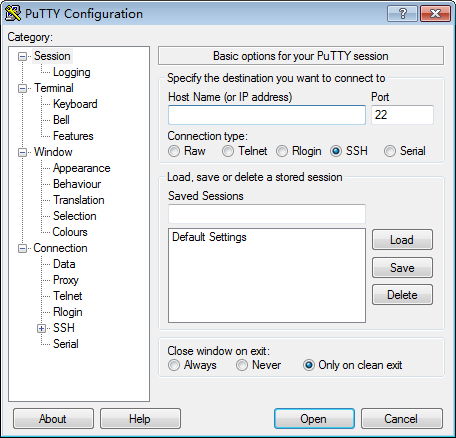 PuTTY Configuration
Category:
Session
Logging
Terminal
Keyboard
Bell
Features
Window
Appearance
Behaviour
Translation
Selection
Colours
Connection
Data
Proxy
Telnet
Rlogin
SSH
Serial
Basic options for your PuTTY session
Specify the destination you want to connect to
Host Name (or IP address) Port
22
Connection type:
Raw Telnet Rlogin SSH Serial
Load, save or delete a stored session
Saved Sessions
Default Settings
Load
Save
Delete
Close window on exit:
Always Never Only on clean exit
About Help Open Cancel